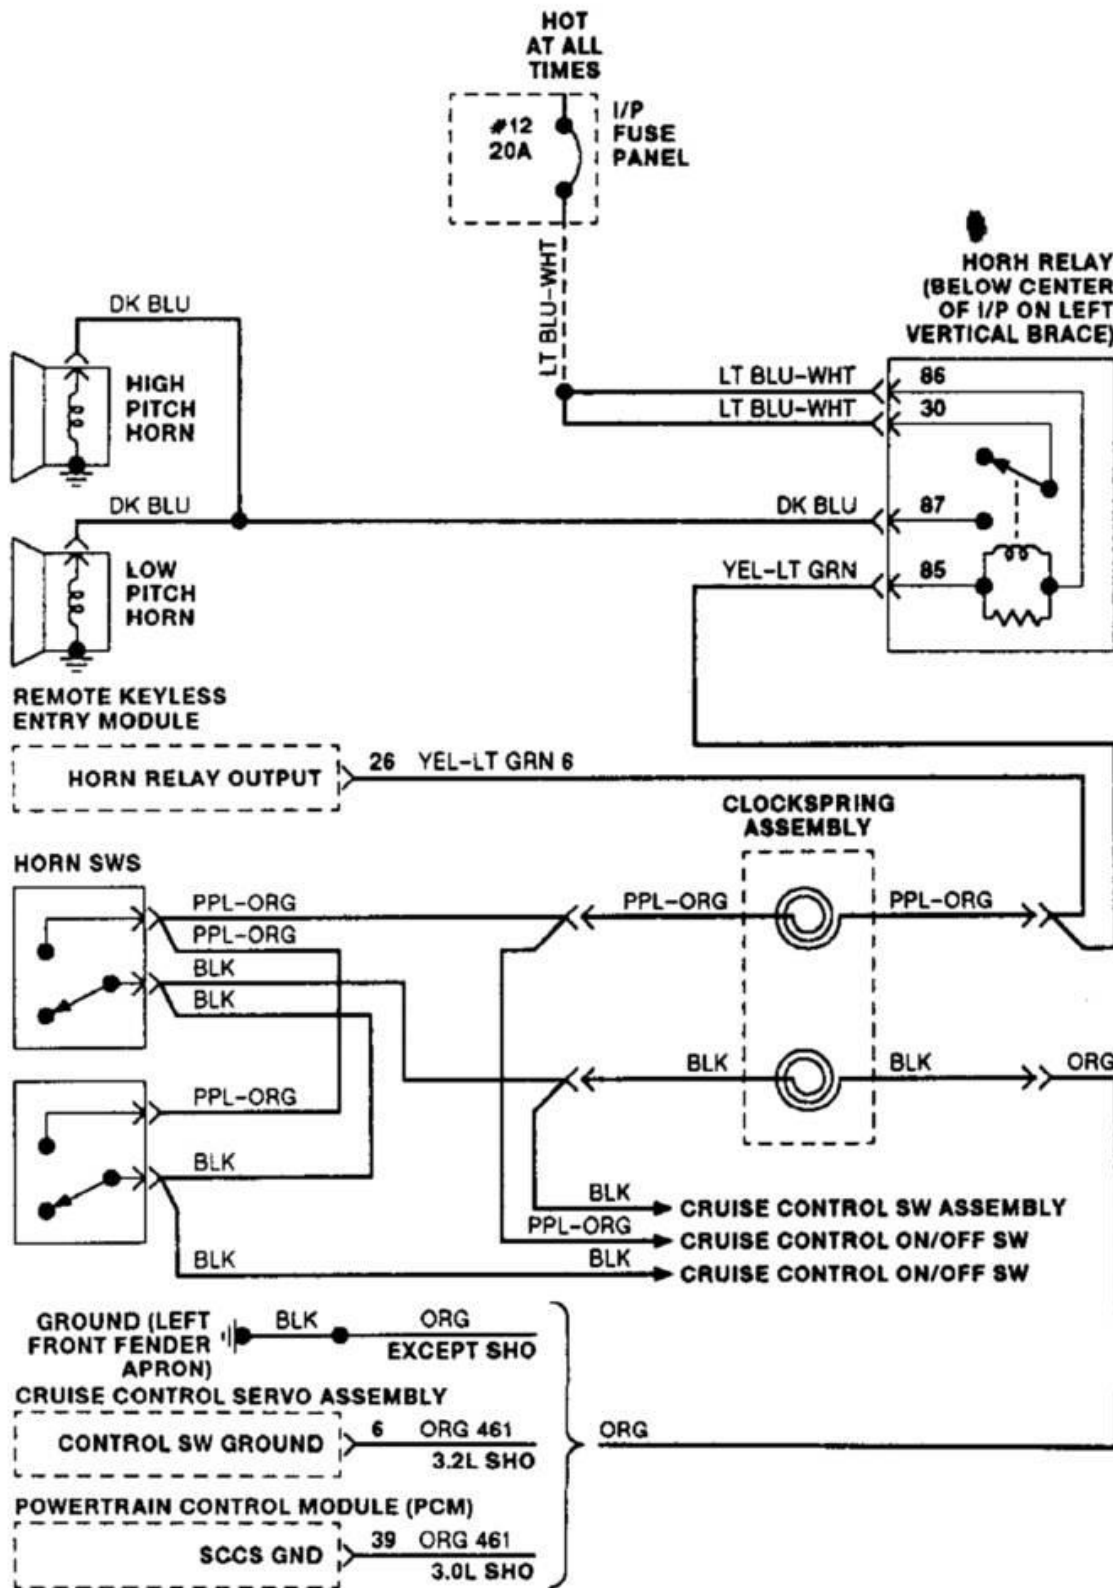 HOT
AT ALL
TIMES
#12
20A
I/P
FUSE
PANEL
LT BLU-WHT
HORH RELAY
(BELOW CENTER
OF I/P ON LEFT
VERTICAL BRACE)
DK BLU
HIGH
PITCH
HORN
LT BLU-WHT 86
LT BLU-WHT 30
DK BLU
DK BLU 87
LOW
PITCH
HORN
YEL-LT GRN 85
REMOTE KEYLESS
ENTRY MODULE
HORN RELAY OUTPUT
26 YEL-LT GRN 6
CLOCKSPRING
ASSEMBLY
HORN SWS
PPL-ORG
PPL-ORG
BLK
BLK
PPL-ORG
PPL-ORG
BLK
BLK
ORG
PPL-ORG
BLK
BLK
BLK CRUISE CONTROL SW ASSEMBLY
PPL-ORG CRUISE CONTROL ON/OFF SW
BLK CRUISE CONTROL ON/OFF SW
GROUND (LEFT
FRONT FENDER
APRON)
BLK
ORG
EXCEPT SHO
CRUISE CONTROL SERVO ASSEMBLY
CONTROL SW GROUND
6 ORG 461
3.2L SHO
ORG
POWERTRAIN CONTROL MODULE (PCM)
SCCS GND
39 ORG 461
3.0L SHO